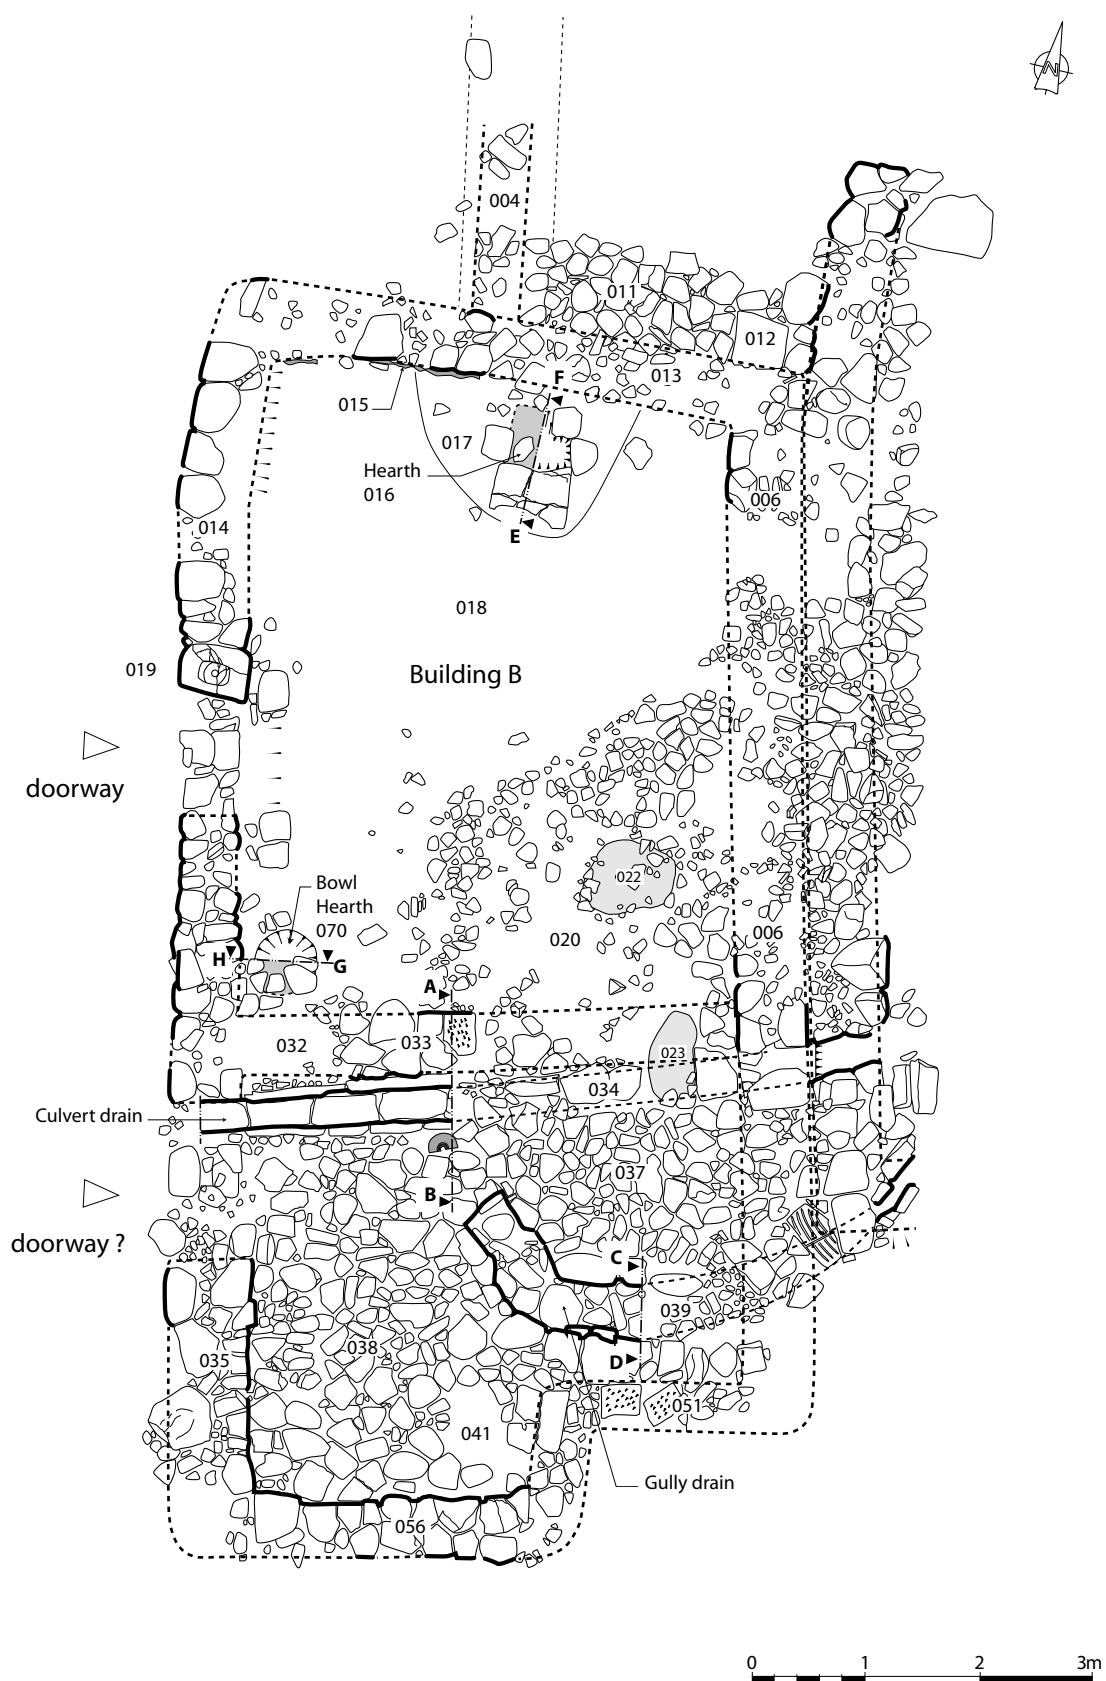 N
004
011
012
F
013
015
017
Hearth
016
006
014
E
018
019
Building B
doorway
022
Bowl
Hearth
070
020
006
H
G
A
032
033
023
034
Culvert drain
037
B
doorway ?
C
039
035
038
D
051
041
Gully drain
056
0 1 2 3m